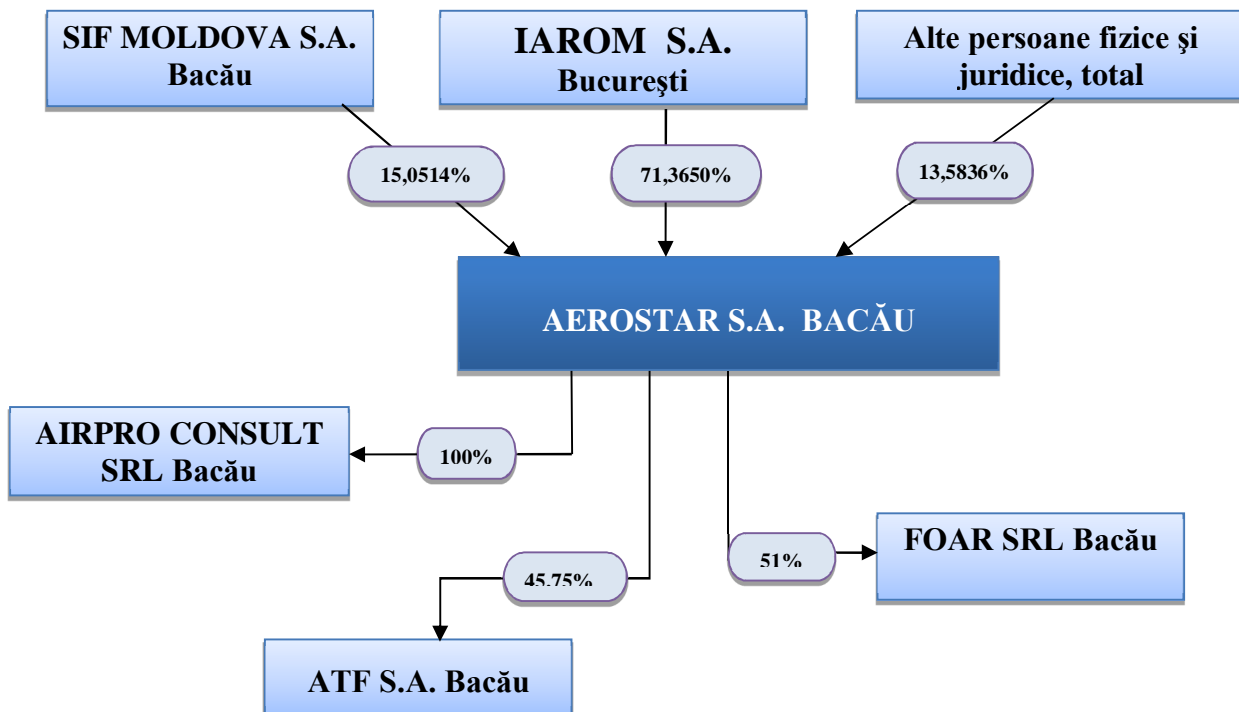 SIF MOLDOVA S.A.
Bacău
IAROM S.A.
Bucureşti
Alte persoane fizice şi
juridice, total
15,0514%
71,3650%
13,5836%
AEROSTAR S.A. BACĂU
AIRPRO CONSULT
SRL Bacău
100%
FOAR SRL Bacău
51%
45,75%
ATF S.A. Bacău